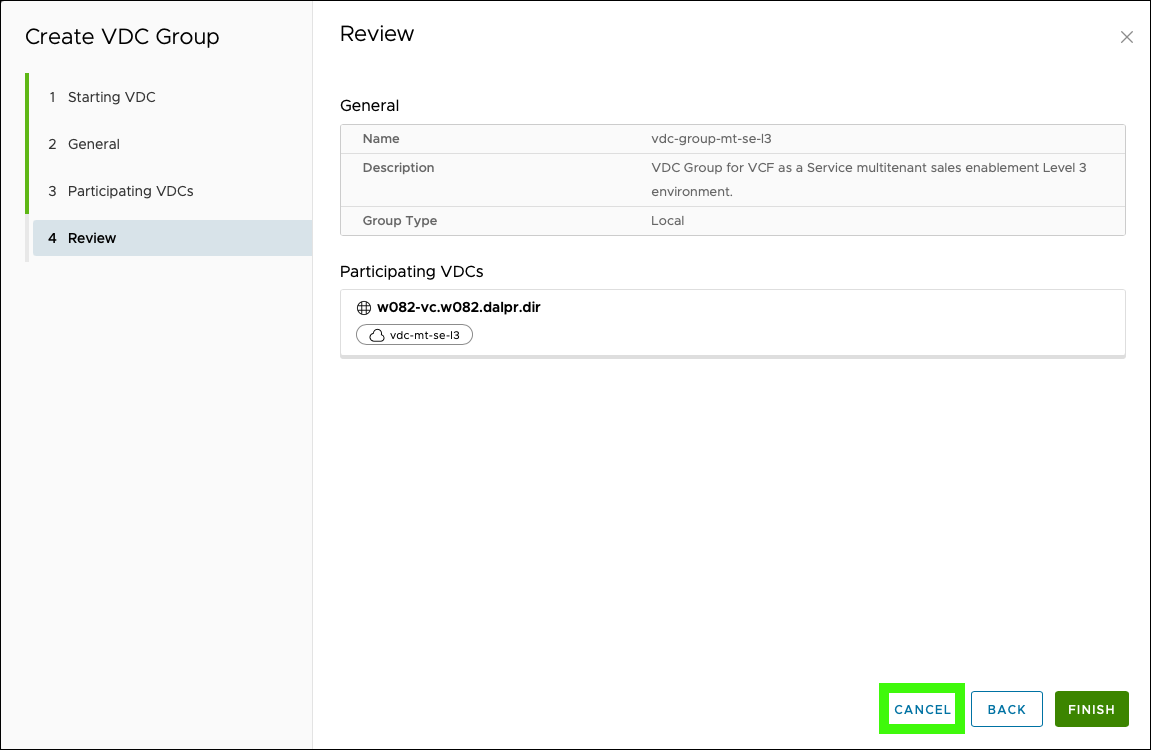 Create VDC Group
1 Starting VDC
2 General
3 Participating VDCs
4 Review
Review
General
Name vdc-group-mt-se-l3
Description VDC Group for VCF as a Service multitenant sales enablement Level 3
environment.
Group Type Local
Participating VDCs
w082-vc.w082.dalpr.dir
vdc-mt-se-l3
CANCEL BACK FINISH